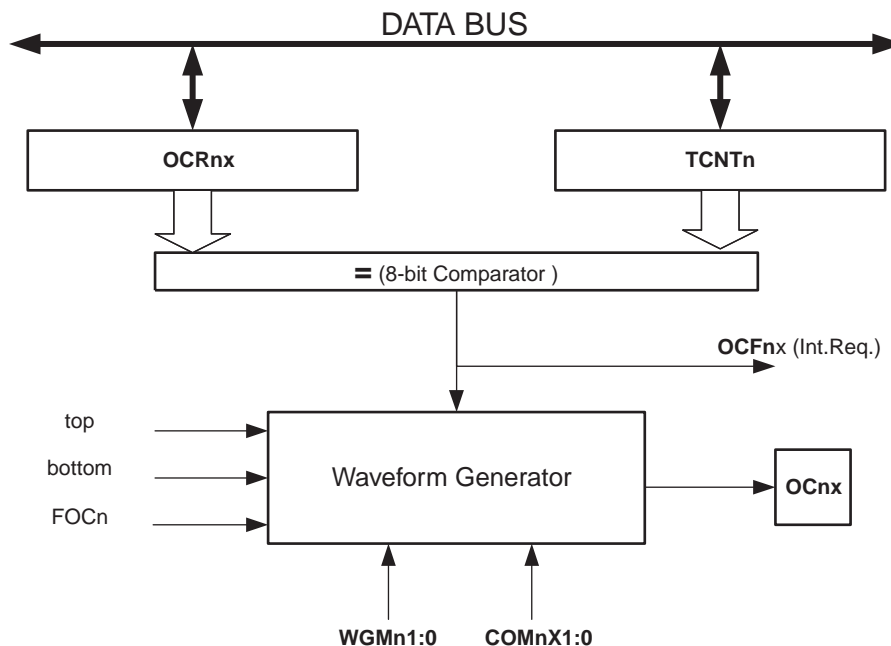 DATA BUS
OCRnx
TCNTn
= (8-bit Comparator )
OCFnx (Int.Req.)
top
bottom
FOCn
Waveform Generator
OCnx
WGMn1:0
COMnX1:0